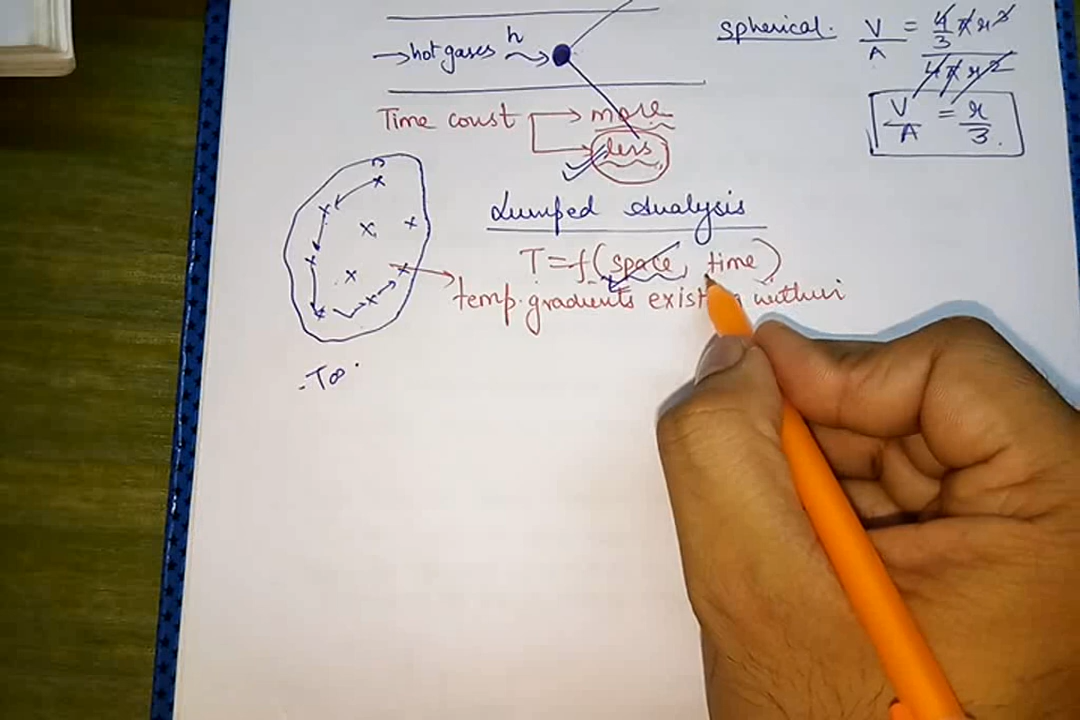 →hot gases h
Time const → more
less
spherical. V/A = 4/3 π r³ / 4 π r²
V/A = r/3.
Lumped Analysis
T=f(space, time)
temp. gradients exist within
T∞